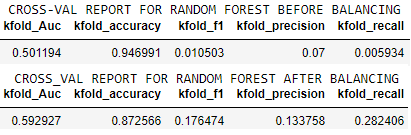 CROSS-VAL REPORT FOR RANDOM FOREST BEFORE BALANCING
kfold_Auc kfold_accuracy kfold_f1 kfold_precision kfold_recall
0.501194 0.946991 0.010503 0.07 0.005934
CROSS_VAL REPORT FOR RANDOM FOREST AFTER BALANCING
kfold_Auc kfold_accuracy kfold_f1 kfold_precision kfold_recall
0.592927 0.872566 0.176474 0.133758 0.282406